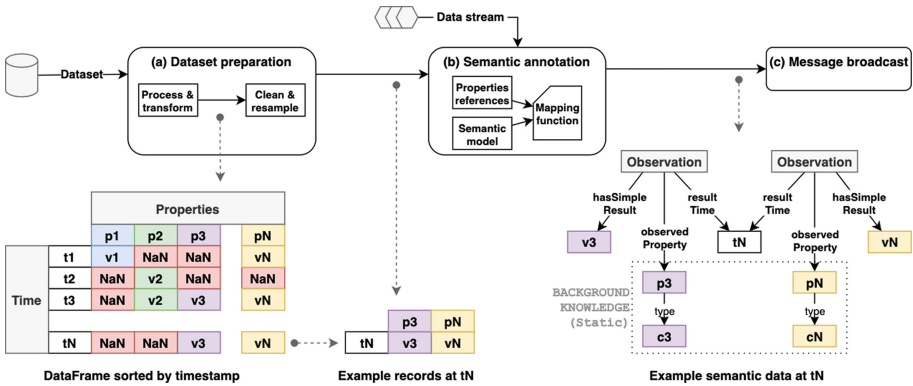 Data stream
Dataset
(a) Dataset preparation
Process &
transform
Clean &
resample
(b) Semantic annotation
Properties
references
Semantic
model
Mapping
function
(c) Message broadcast
Properties
p1 p2 p3 pN
Time
t1 v1 NaN NaN vN
t2 NaN v2 NaN NaN
t3 NaN v2 v3 vN
tN NaN NaN v3 vN
DataFrame sorted by timestamp
p3 pN
tN v3 vN
Example records at tN
Observation
Observation
hasSimple
Result
result
Time
result
Time
hasSimple
Result
observed
Property
observed
Property
v3
tN
vN
BACKGROUND
KNOWLEDGE
(Static)
p3
type
c3
pN
type
cN
Example semantic data at tN